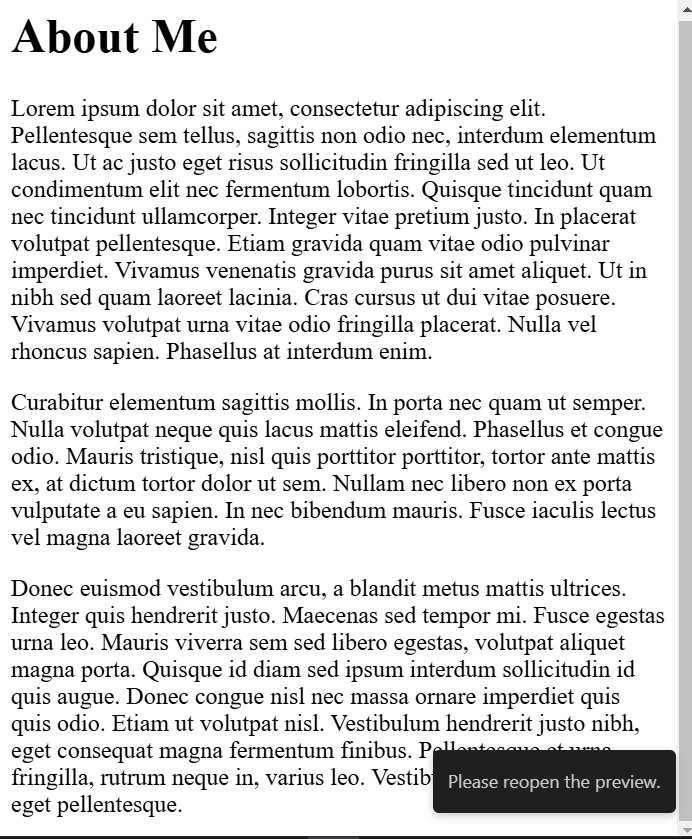 About Me
Lorem ipsum dolor sit amet, consectetur adipiscing elit.
Pellentesque sem tellus, sagittis non odio nec, interdum elementum
lacus. Ut ac justo eget risus sollicitudin fringilla sed ut leo. Ut
condimentum elit nec fermentum lobortis. Quisque tincidunt quam
nec tincidunt ullamcorper. Integer vitae pretium justo. In placerat
volutpat pellentesque. Etiam gravida quam vitae odio pulvinar
imperdiet. Vivamus venenatis gravida purus sit amet aliquet. Ut in
nibh sed quam laoreet lacinia. Cras cursus ut dui vitae posuere.
Vivamus volutpat urna vitae odio fringilla placerat. Nulla vel
rhoncus sapien. Phasellus at interdum enim.
Curabitur elementum sagittis mollis. In porta nec quam ut semper.
Nulla volutpat neque quis lacus mattis eleifend. Phasellus et congue
odio. Mauris tristique, nisl quis porttitor porttitor, tortor ante mattis
ex, at dictum tortor dolor ut sem. Nullam nec libero non ex porta
vulputate a eu sapien. In nec bibendum mauris. Fusce iaculis lectus
vel magna laoreet gravida.
Donec euismod vestibulum arcu, a blandit metus mattis ultrices.
Integer quis hendrerit justo. Maecenas sed tempor mi. Fusce egestas
urna leo. Mauris viverra sem sed libero egestas, volutpat aliquet
magna porta. Quisque id diam sed ipsum interdum sollicitudin id
quis augue. Donec congue nisl nec massa ornare imperdiet quis
quis odio. Etiam ut volutpat nisl. Vestibulum hendrerit justo nibh,
eget consequat magna fermentum finibus. Pellentesque et urna
fringilla, rutrum neque in, varius leo.
eget pellentesque.
Please reopen the preview.